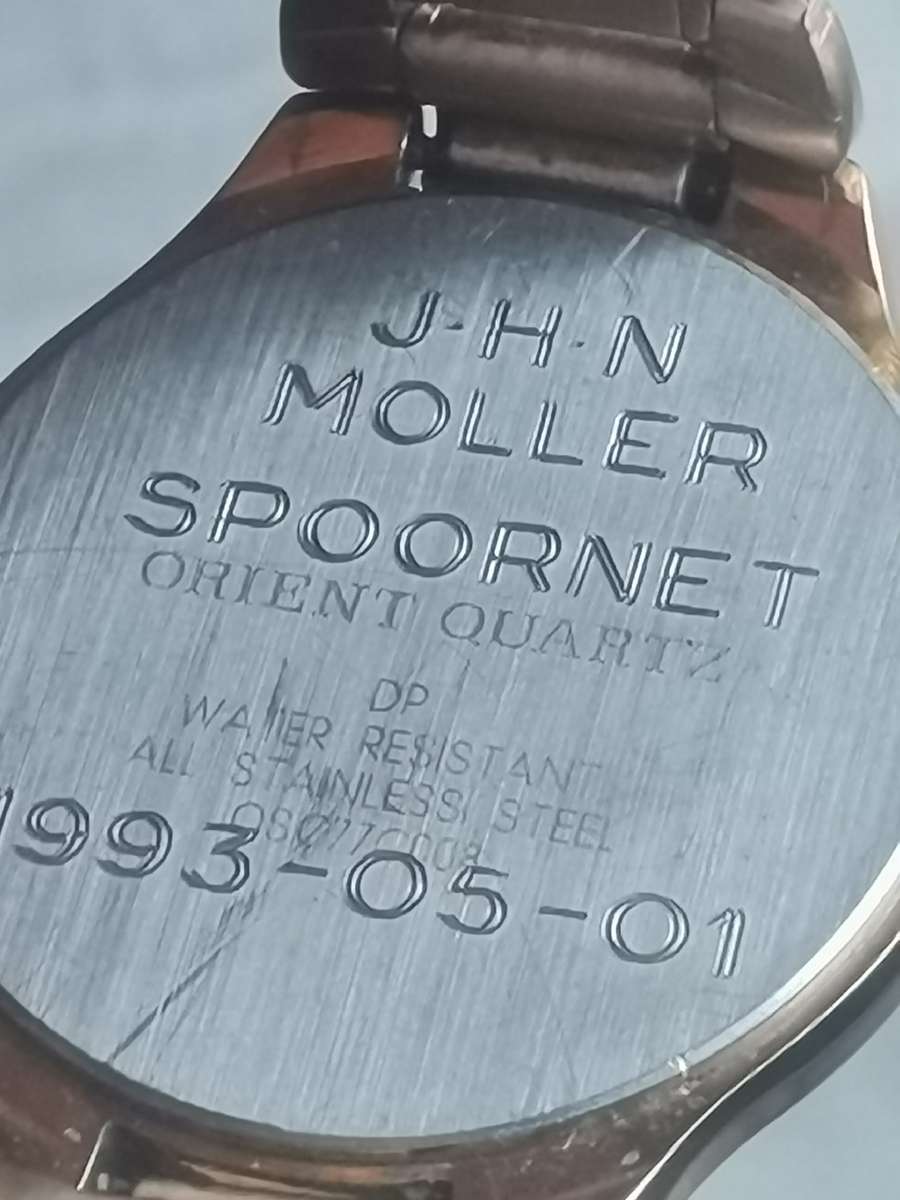 J·H·N
MOLLER
SPOORNET
ORIENT QUARTZ
DP
WATER RESISTANT
ALL STAINLESS STEEL
1993-05-01